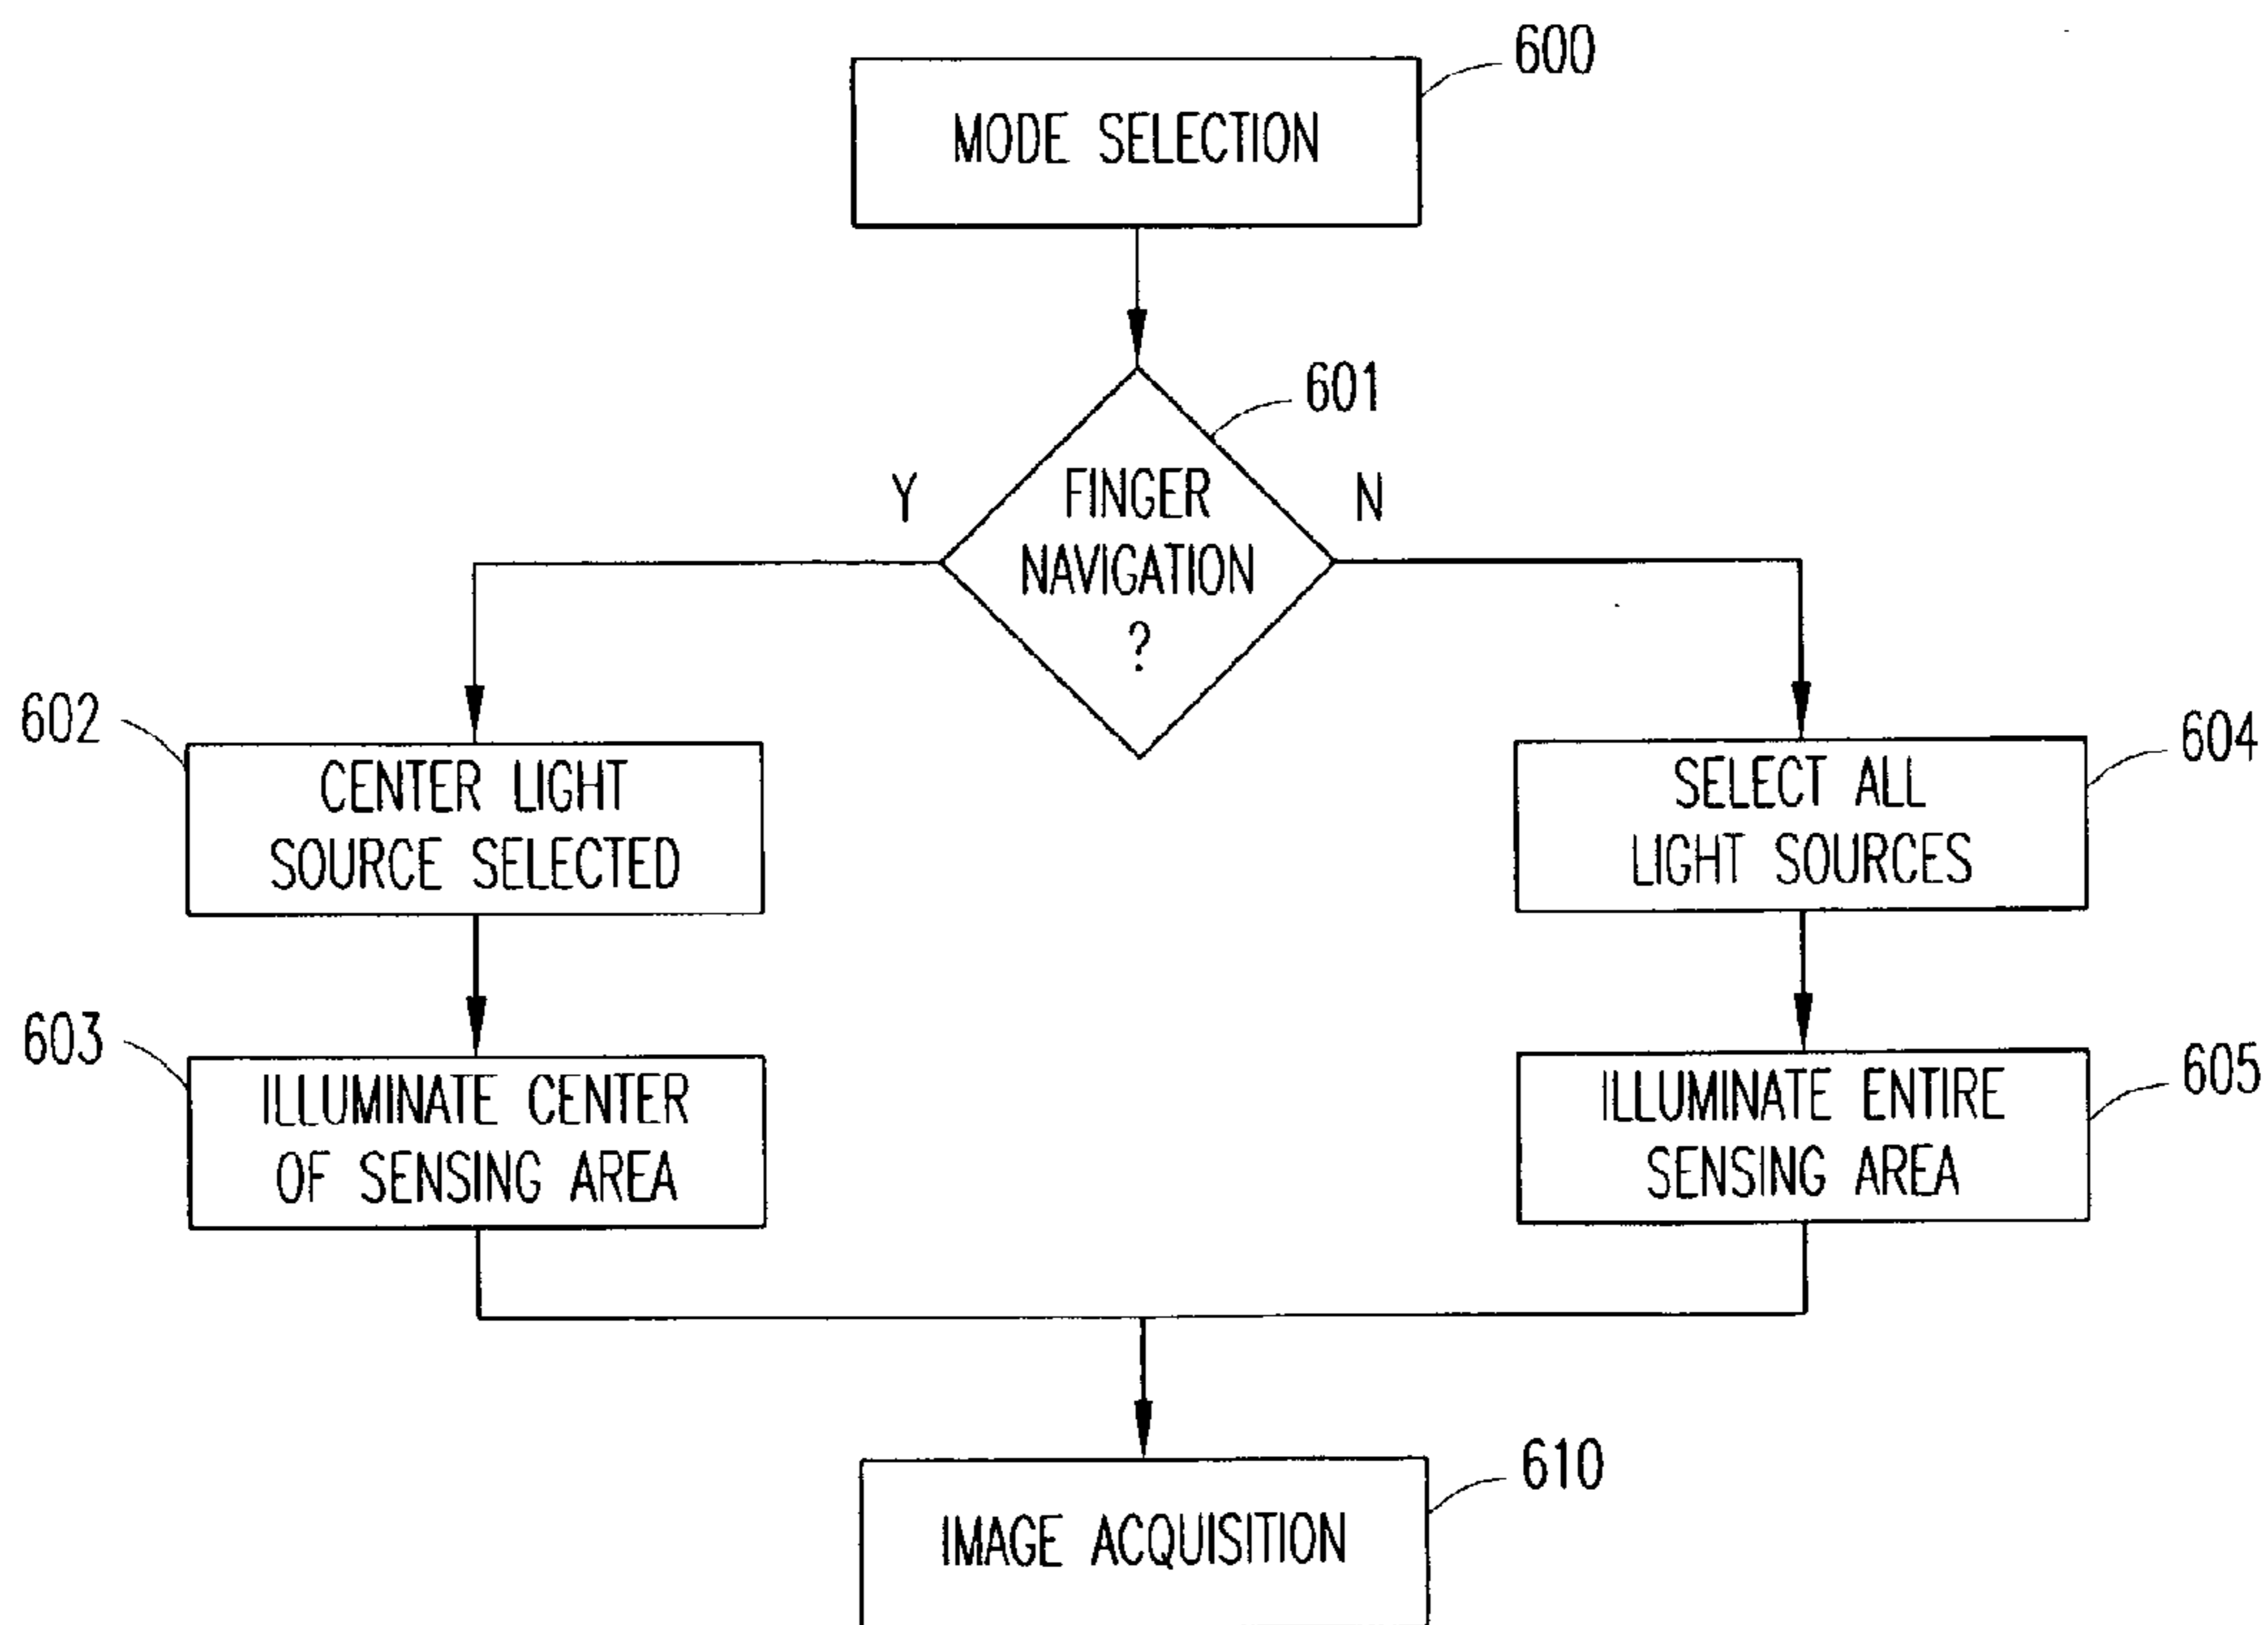 600
MODE SELECTION
601
Y
FINGER
NAVIGATION
?
N
602
CENTER LIGHT
SOURCE SELECTED
604
SELECT ALL
LIGHT SOURCES
603
ILLUMINATE CENTER
OF SENSING AREA
605
ILLUMINATE ENTIRE
SENSING AREA
610
IMAGE ACQUISITION